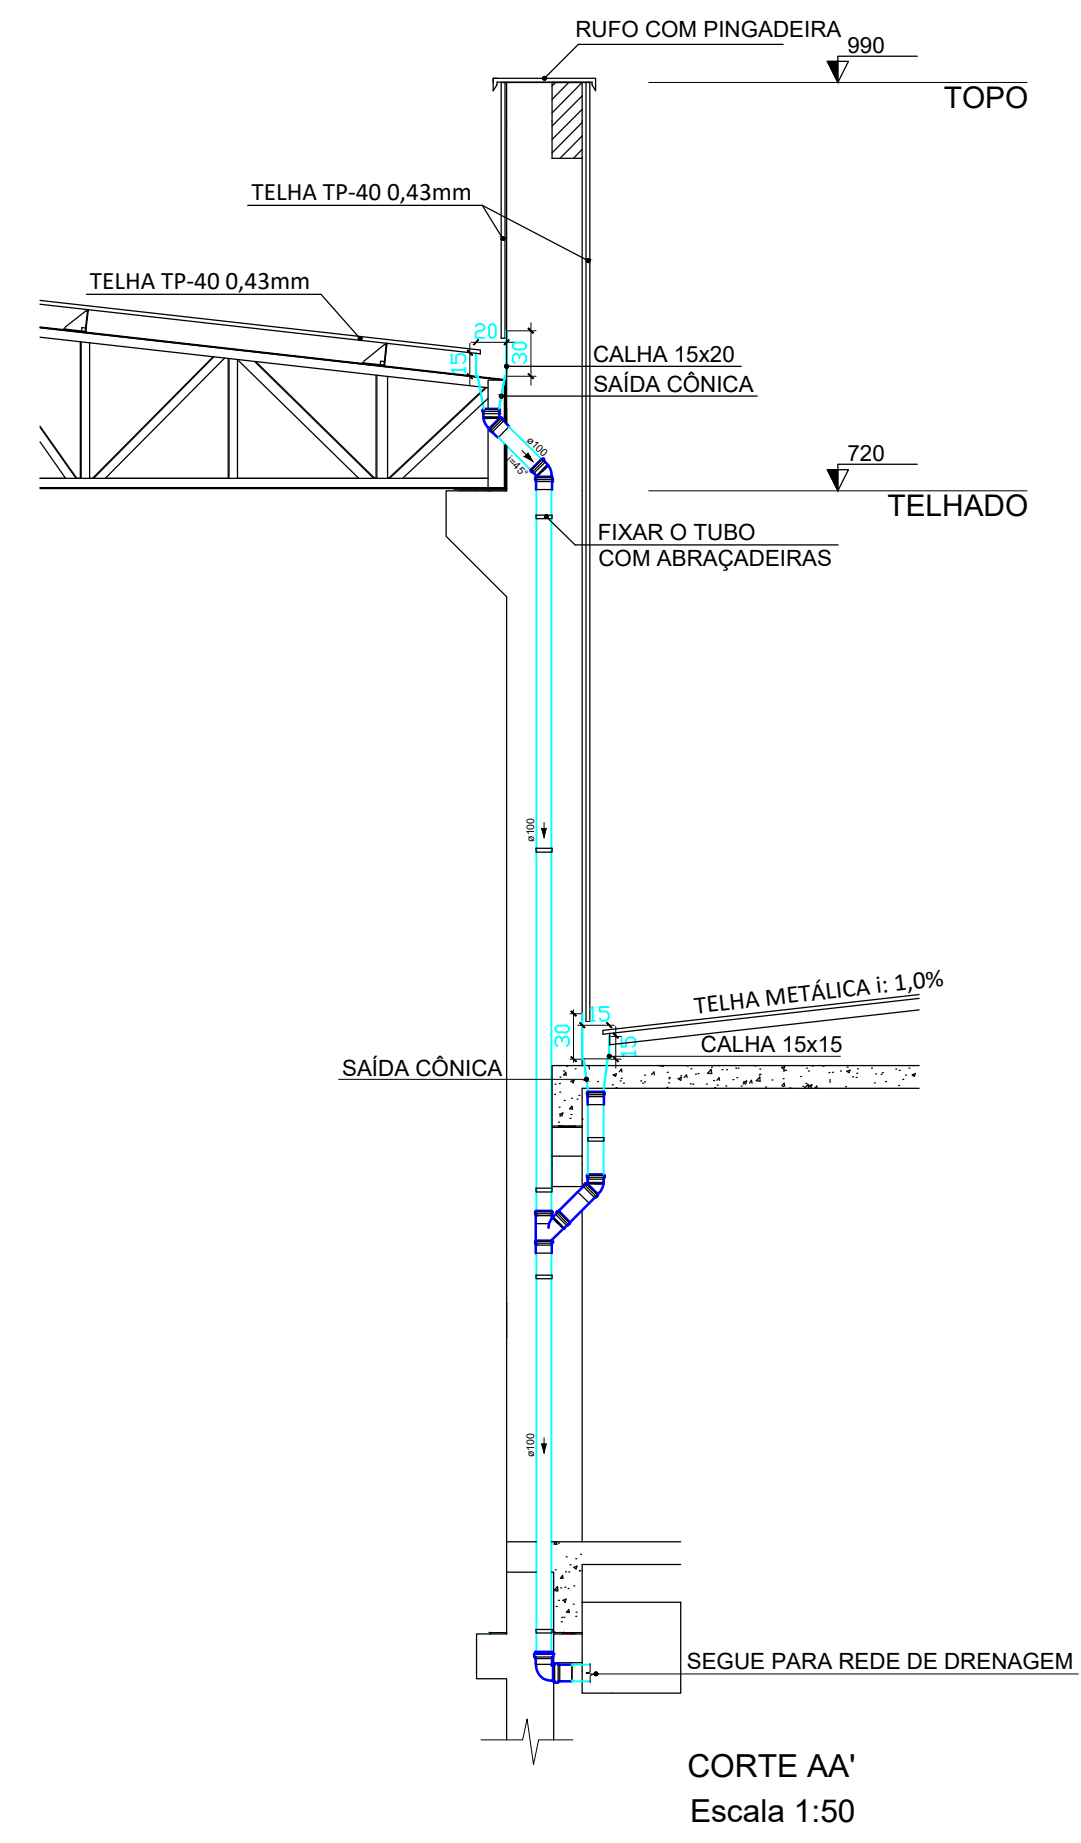 RUFO COM PINGADEIRA
990
TOPO
TELHA TP-40 0,43mm
TELHA TP-40 0,43mm
20
30
15
CALHA 15x20
SAÍDA CÔNICA
ø100
i=45°
720
TELHADO
FIXAR O TUBO
COM ABRAÇADEIRAS
ø100
TELHA METÁLICA i: 1,0%
15
30
15
CALHA 15x15
SAÍDA CÔNICA
ø100
SEGUE PARA REDE DE DRENAGEM
CORTE AA'
Escala 1:50